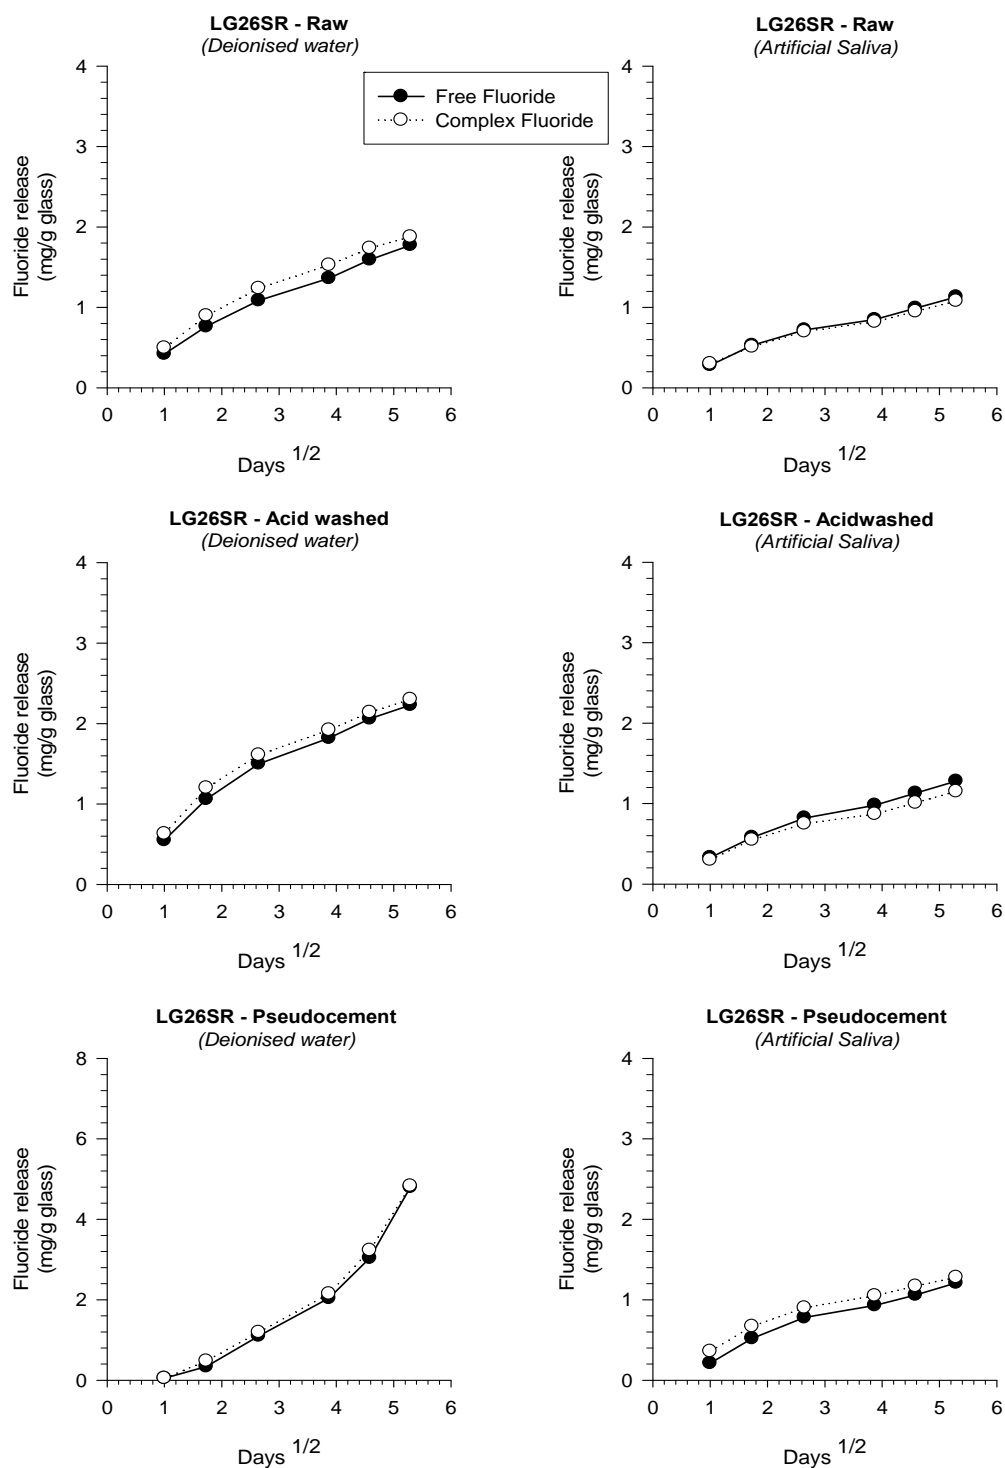 LG26SR - Raw
(Deionised water)
4
3
2
1
0
Fluoride release
(mg/g glass)
0 1 2 3 4 5 6
Days 1/2
Free Fluoride
Complex Fluoride
LG26SR - Raw
(Artificial Saliva)
4
3
2
1
0
Fluoride release
(mg/g glass)
0 1 2 3 4 5 6
Days 1/2
LG26SR - Acid washed
(Deionised water)
4
3
2
1
0
Fluoride release
(mg/g glass)
0 1 2 3 4 5 6
Days 1/2
LG26SR - Acidwashed
(Artificial Saliva)
4
3
2
1
0
Fluoride release
(mg/g glass)
0 1 2 3 4 5 6
Days 1/2
LG26SR - Pseudocement
(Deionised water)
8
6
4
2
0
Fluoride release
(mg/g glass)
0 1 2 3 4 5 6
Days 1/2
LG26SR - Pseudocement
(Artificial Saliva)
4
3
2
1
0
Fluoride release
(mg/g glass)
0 1 2 3 4 5 6
Days 1/2